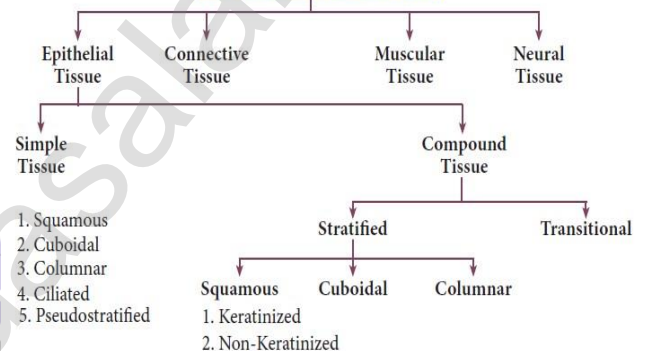 Epithelial
Tissue
Connective
Tissue
Muscular
Tissue
Neural
Tissue
Simple
Tissue
Compound
Tissue
1. Squamous
2. Cuboidal
3. Columnar
4. Ciliated
5. Pseudostratified
Stratified
Transitional
Squamous
Cuboidal
Columnar
1. Keratinized
2. Non-Keratinized